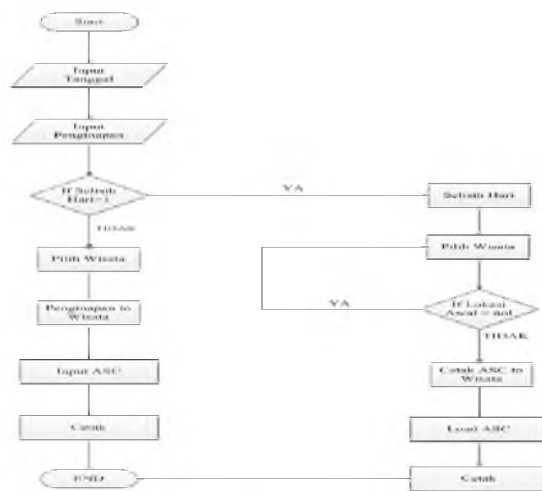 Start
Input
Tanggal
Input
Penginapan
If Selisih
Hari=1
YA
TIDAK
Pilih Wisata
Penginapan to
Wisata
Input ASC
Cetak
END
Selisih Hari
Pilih Wisata
YA
If Lokasi
Awal = nol
TIDAK
Cetak ASC to
Wisata
Load ASC
Cetak